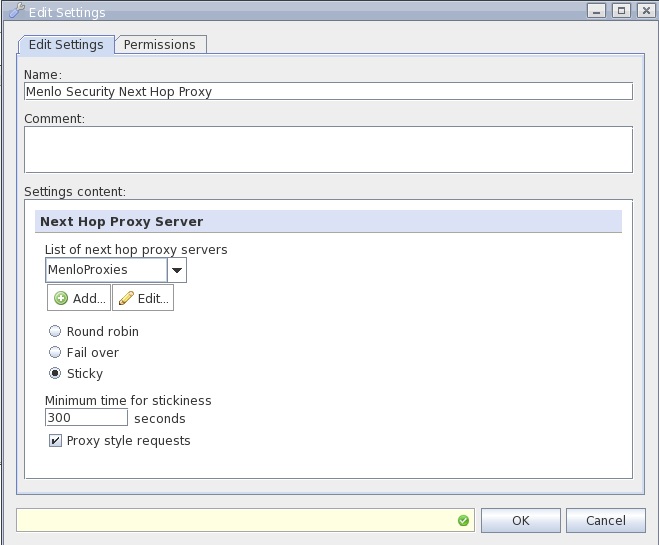 Edit Settings
Edit Settings
Permissions
Name:
Menlo Security Next Hop Proxy
Comment:
Settings content:
Next Hop Proxy Server
List of next hop proxy servers
MenloProxies
Add...
Edit...
Round robin
Fail over
Sticky
Minimum time for stickiness
300 seconds
Proxy style requests
OK
Cancel